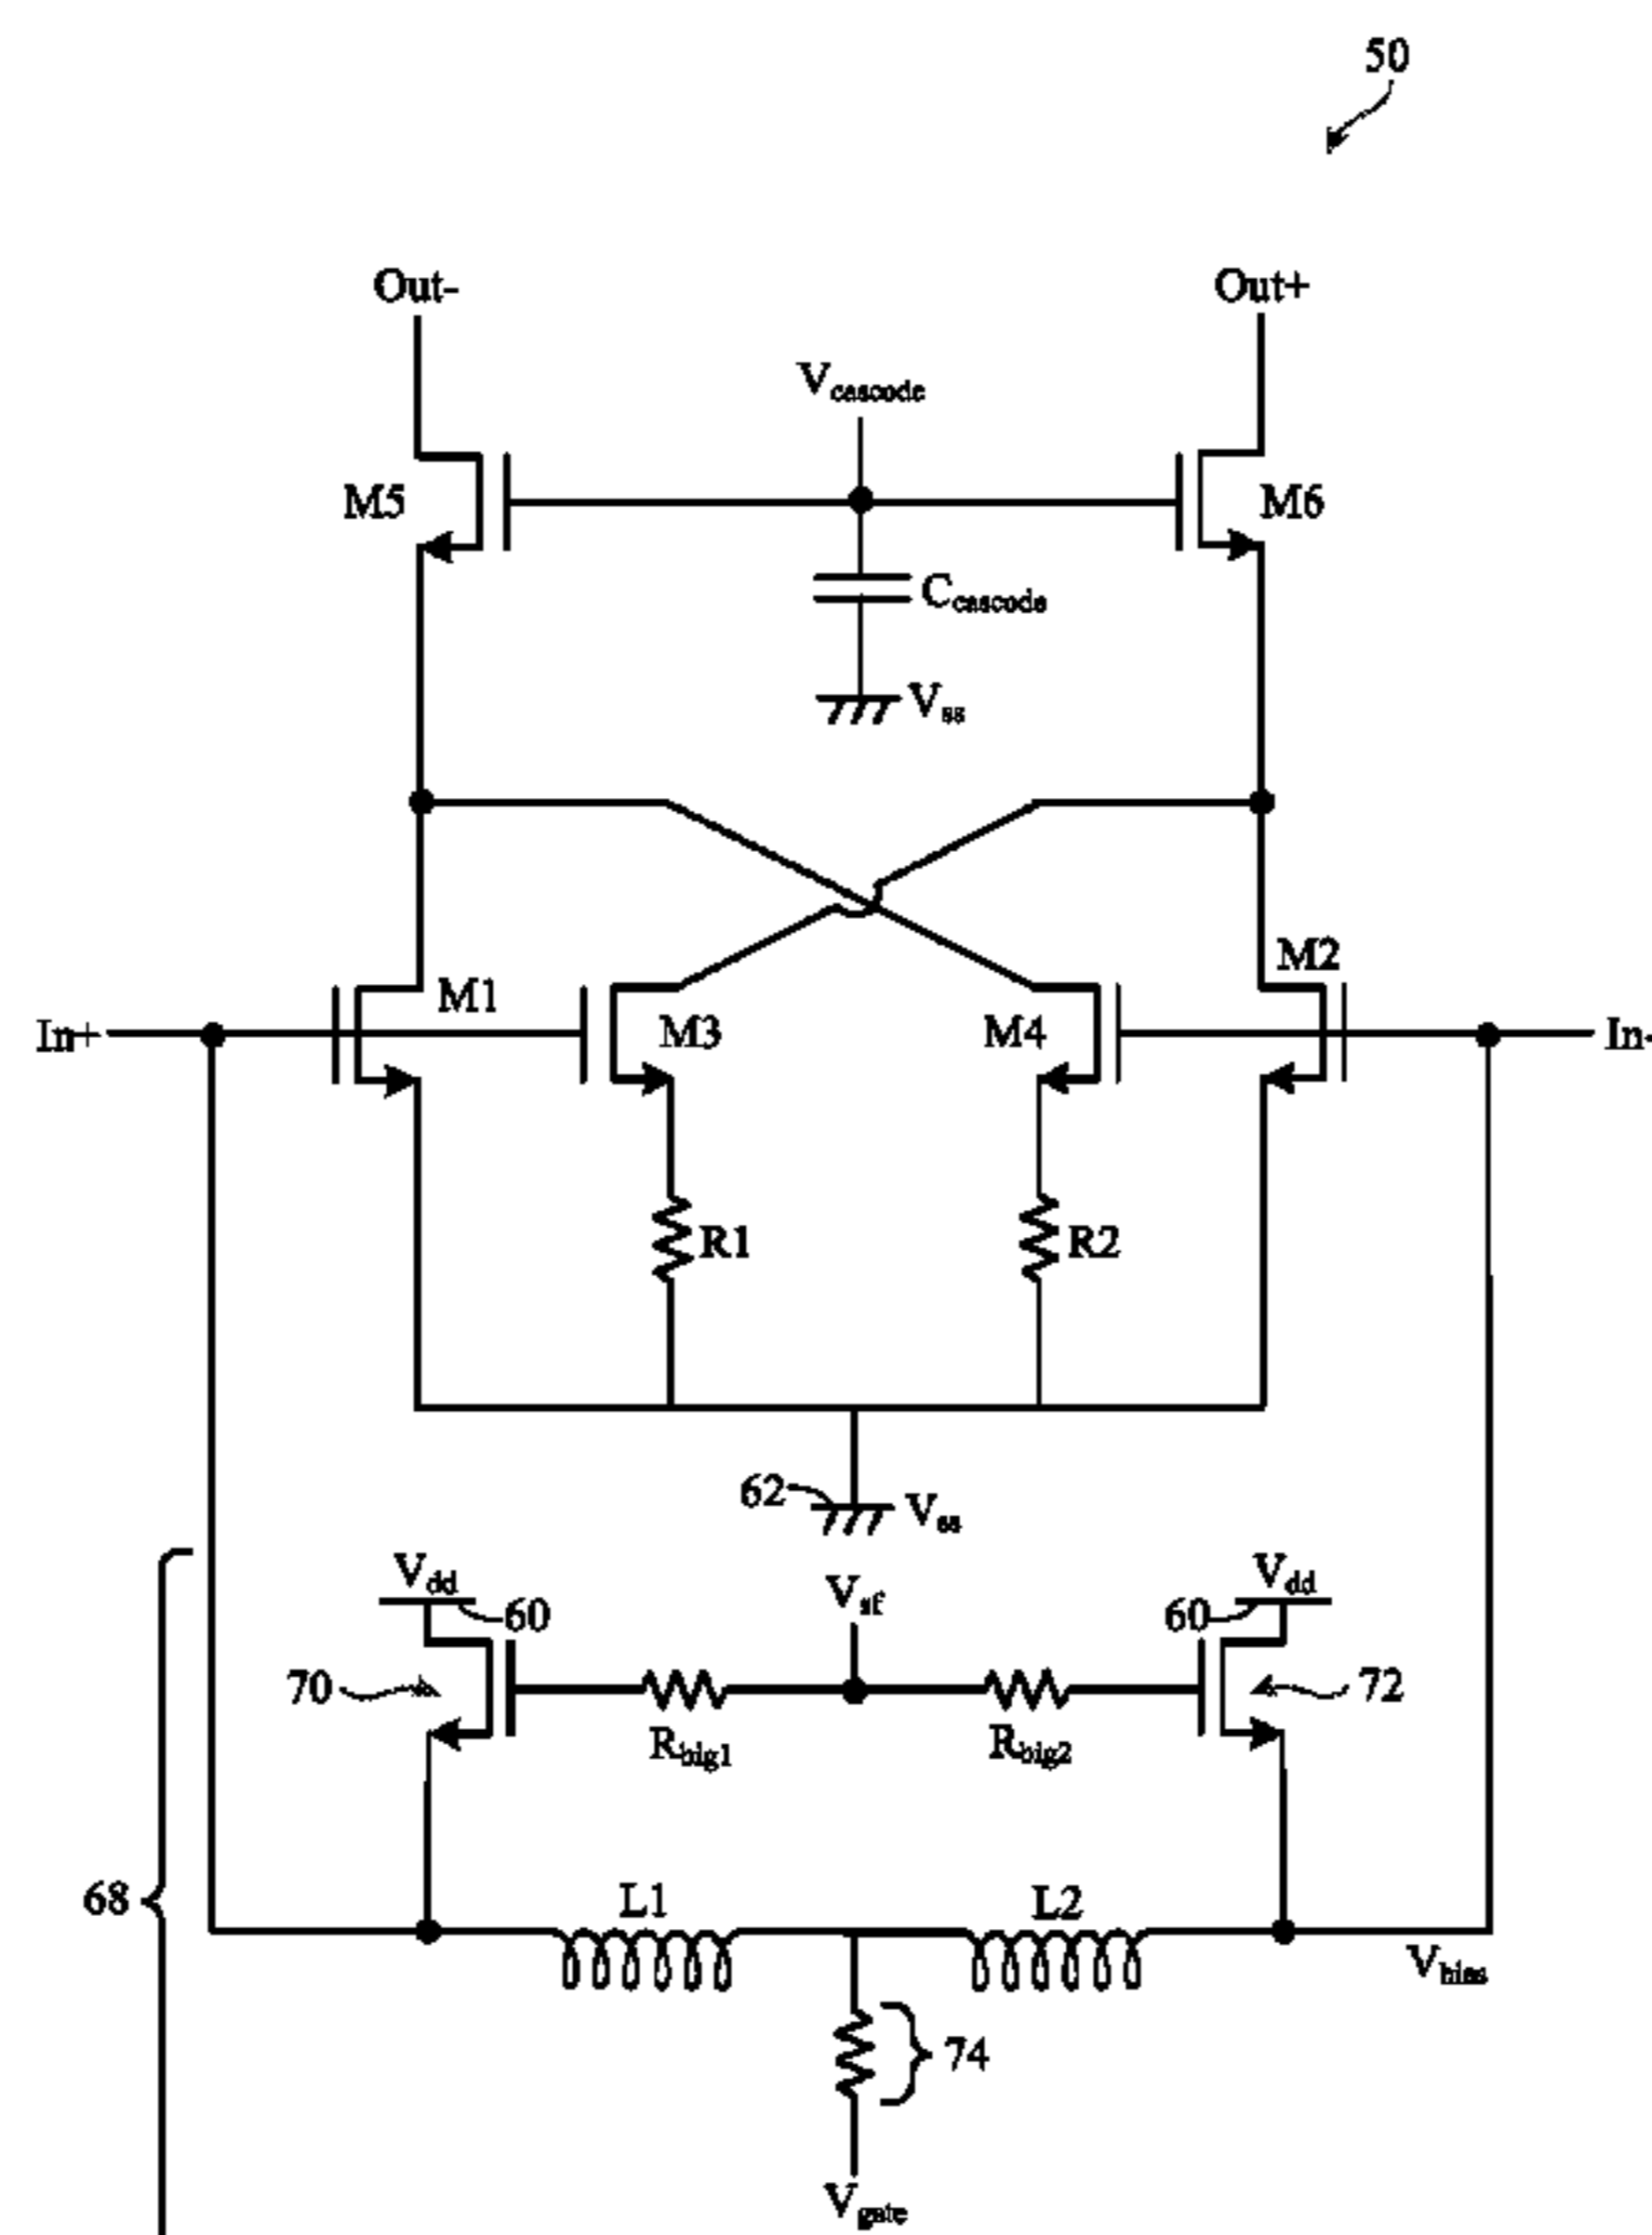 50
Out-
Out+
Vcascode
M5
M6
Ccascode
Vss
M2
M1
In+
M3
M4
In-
R1
R2
62
Vss
Vdd
Vsf
Vdd
60
60
70
72
Rbig1
Rbig2
68
L1
L2
Vbias
74
Vgate